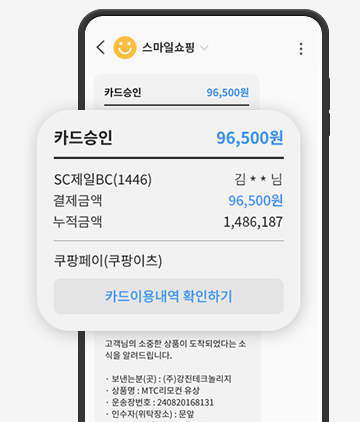 스마일쇼핑
카드승인 96,500원
카드승인 96,500원
SC제일BC(1446) 김 * * 님
결제금액 96,500원
누적금액 1,486,187
쿠팡페이(쿠팡이츠)
카드이용내역 확인하기
고객님의 소중한 상품이 도착되었다는 소
식을 알려드립니다.
· 보낸는분(곳) : (주)강진테크놀리지
· 상품명 : MTC리모컨 유상
· 운송장번호 : 240820168131
· 인수자(위탁장소) : 문앞